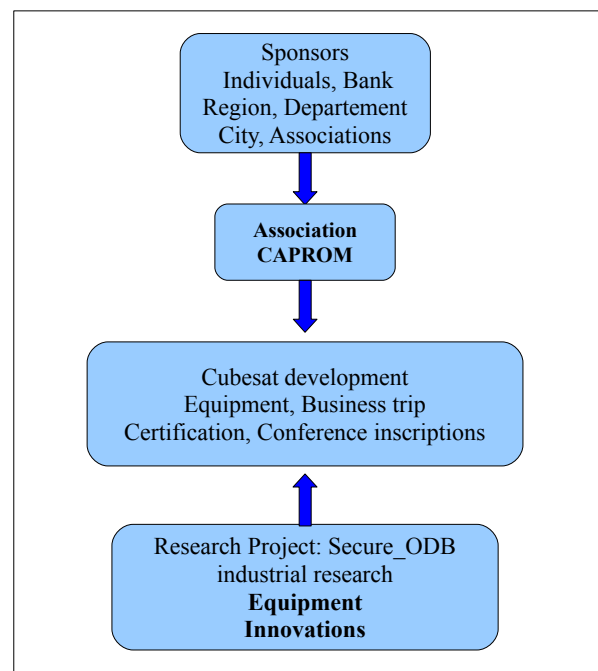 Sponsors
Individuals, Bank
Region, Departement
City, Associations
Association
CAPROM
Cubesat development
Equipment, Business trip
Certification, Conference inscriptions
Research Project: Secure_ODB
industrial research
Equipment
Innovations